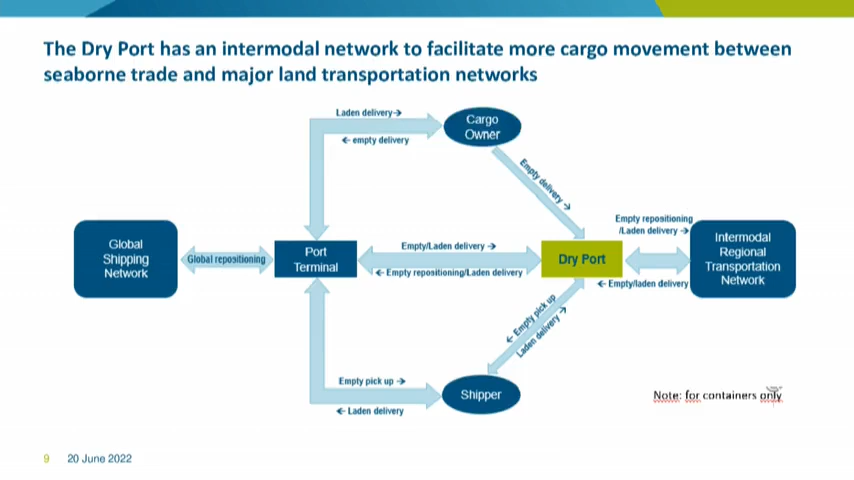 The Dry Port has an intermodal network to facilitate more cargo movement between
seaborne trade and major land transportation networks
Laden delivery→
← empty delivery
Cargo
Owner
Empty delivery →
Global
Shipping
Network
Global repositioning
Port
Terminal
Empty/Laden delivery →
← Empty repositioning/Laden delivery
Dry Port
Empty repositioning
/Laden delivery →
← Empty/laden delivery
Intermodal
Regional
Transportation
Network
← Empty pick up
Laden delivery →
Empty pick up →
← Laden delivery
Shipper
Note: for containers only
9 20 June 2022